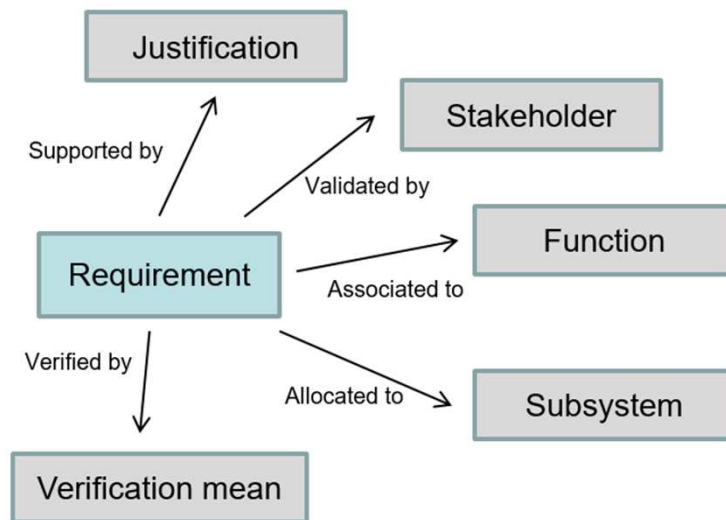 Justification
Stakeholder
Supported by
Validated by
Function
Requirement
Associated to
Verified by
Allocated to
Subsystem
Verification mean